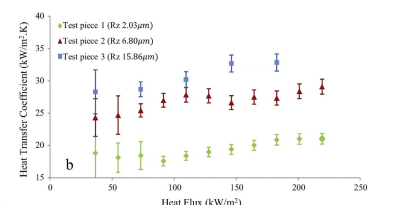 40
Test piece 1 (Rz 2.03μm)
Test piece 2 (Rz 6.80μm)
35
Test piece 3 (Rz 15.86μm)
30
25
20
15
b
0
50
100
150
200
250
Heat Transfer Coefficient (kW/m².K)
Heat Flux (kW/m²)